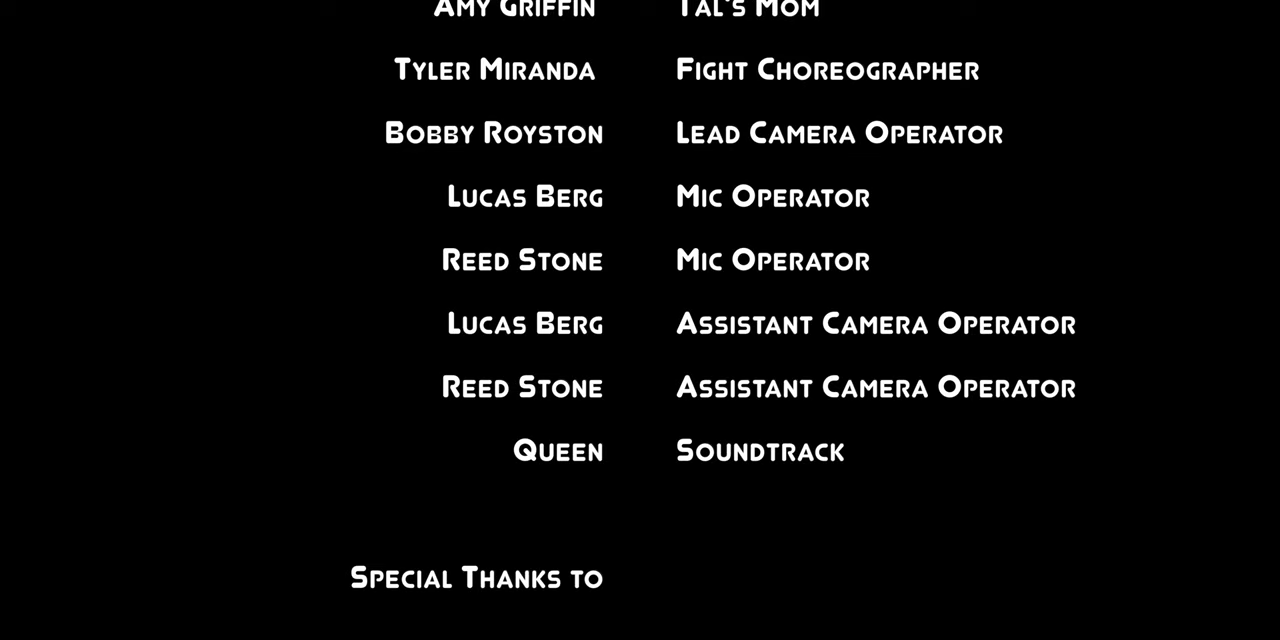 Amy Griffin Tal's Mom
Tyler Miranda Fight Choreographer
Bobby Royston Lead Camera Operator
Lucas Berg Mic Operator
Reed Stone Mic Operator
Lucas Berg Assistant Camera Operator
Reed Stone Assistant Camera Operator
Queen Soundtrack
Special Thanks to